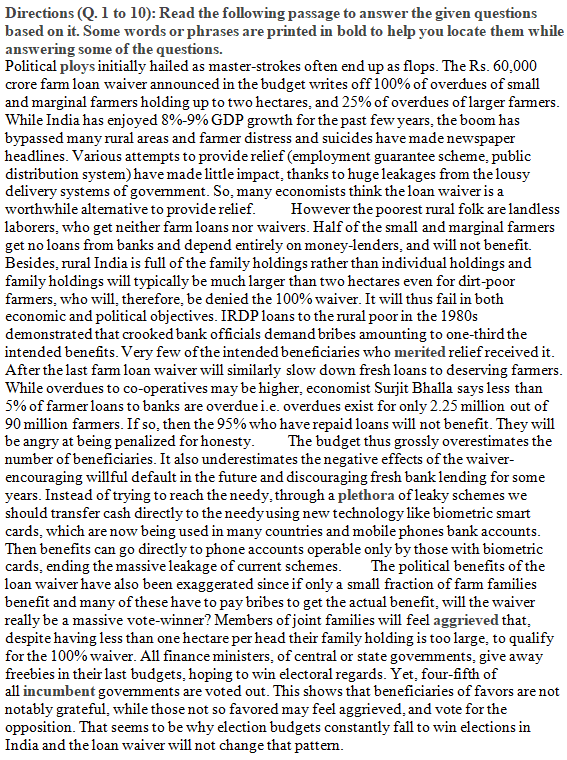 Directions (Q. 1 to 10): Read the following passage to answer the given questions
based on it. Some words or phrases are printed in bold to help you locate them while
answering some of the questions.
Political ploys initially hailed as master-strokes often end up as flops. The Rs. 60,000
crore farm loan waiver announced in the budget writes off 100% of overdues of small
and marginal farmers holding up to two hectares, and 25% of overdues of larger farmers.
While India has enjoyed 8%-9% GDP growth for the past few years, the boom has
bypassed many rural areas and farmer distress and suicides have made newspaper
headlines. Various attempts to provide relief (employment guarantee scheme, public
distribution system) have made little impact, thanks to huge leakages from the lousy
delivery systems of government. So, many economists think the loan waiver is a
worthwhile alternative to provide relief. However the poorest rural folk are landless
laborers, who get neither farm loans nor waivers. Half of the small and marginal farmers
get no loans from banks and depend entirely on money-lenders, and will not benefit.
Besides, rural India is full of the family holdings rather than individual holdings and
family holdings will typically be much larger than two hectares even for dirt-poor
farmers, who will, therefore, be denied the 100% waiver. It will thus fail in both
economic and political objectives. IRDP loans to the rural poor in the 1980s
demonstrated that crooked bank officials demand bribes amounting to one-third the
intended benefits. Very few of the intended beneficiaries who merited relief received it.
After the last farm loan waiver will similarly slow down fresh loans to deserving farmers.
While overdues to co-operatives may be higher, economist Surjit Bhalla says less than
5% of farmer loans to banks are overdue i.e. overdues exist for only 2.25 million out of
90 million farmers. If so, then the 95% who have repaid loans will not benefit. They will
be angry at being penalized for honesty. The budget thus grossly overestimates the
number of beneficiaries. It also underestimates the negative effects of the waiver-
encouraging willful default in the future and discouraging fresh bank lending for some
years. Instead of trying to reach the needy, through a plethora of leaky schemes we
should transfer cash directly to the needy using new technology like biometric smart
cards, which are now being used in many countries and mobile phones bank accounts.
Then benefits can go directly to phone accounts operable only by those with biometric
cards, ending the massive leakage of current schemes. The political benefits of the
loan waiver have also been exaggerated since if only a small fraction of farm families
benefit and many of these have to pay bribes to get the actual benefit, will the waiver
really be a massive vote-winner? Members of joint families will feel aggrieved that,
despite having less than one hectare per head their family holding is too large, to qualify
for the 100% waiver. All finance ministers, of central or state governments, give away
freebies in their last budgets, hoping to win electoral regards. Yet, four-fifth of
all incumbent governments are voted out. This shows that beneficiaries of favors are not
notably grateful, while those not so favored may feel aggrieved, and vote for the
opposition. That seems to be why election budgets constantly fall to win elections in
India and the loan waiver will not change that pattern.